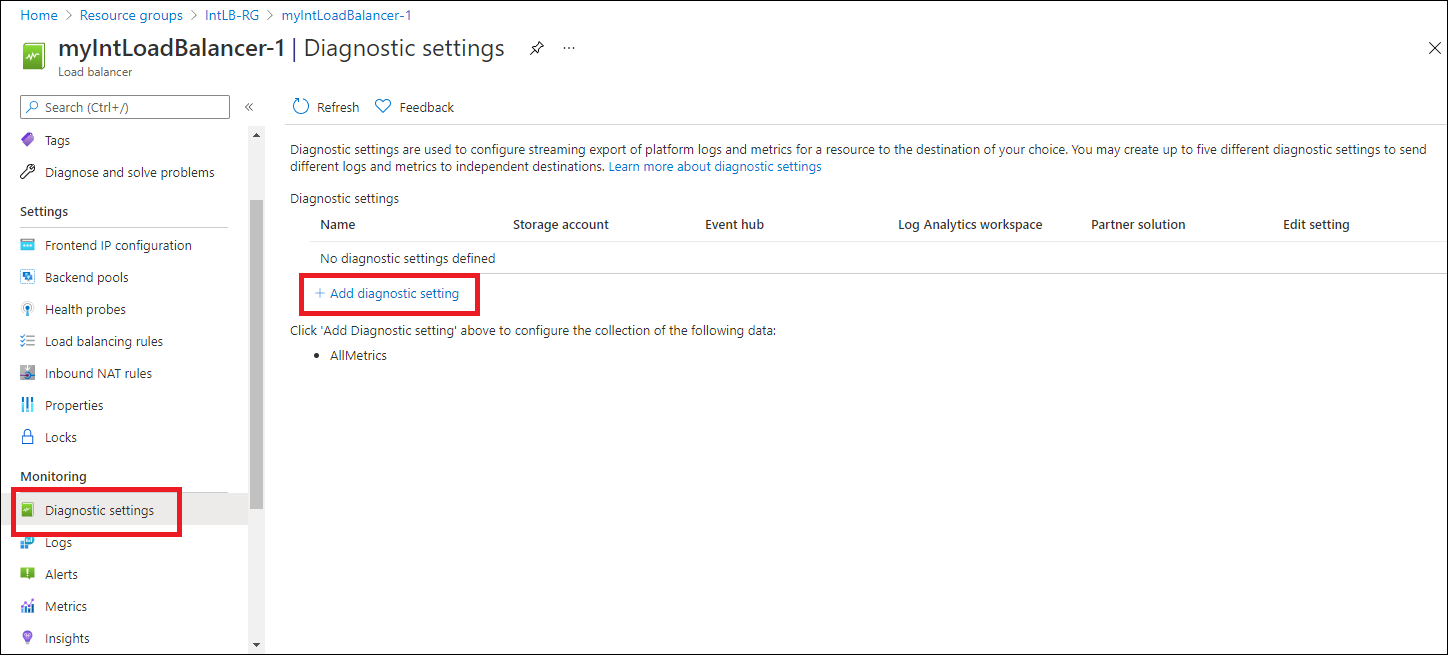 Home > Resource groups > IntLB-RG > myIntLoadBalancer-1
myIntLoadBalancer-1 | Diagnostic settings ...
Load balancer
Search (Ctrl+/) «
Tags
Diagnose and solve problems
Settings
Frontend IP configuration
Backend pools
Health probes
Load balancing rules
Inbound NAT rules
Properties
Locks
Monitoring
Diagnostic settings
Logs
Alerts
Metrics
Insights
Refresh Feedback
Diagnostic settings are used to configure streaming export of platform logs and metrics for a resource to the destination of your choice. You may create up to five different diagnostic settings to send
different logs and metrics to independent destinations. Learn more about diagnostic settings
Diagnostic settings
Name Storage account Event hub Log Analytics workspace Partner solution Edit setting
No diagnostic settings defined
+ Add diagnostic setting
Click 'Add Diagnostic setting' above to configure the collection of the following data:
• AllMetrics